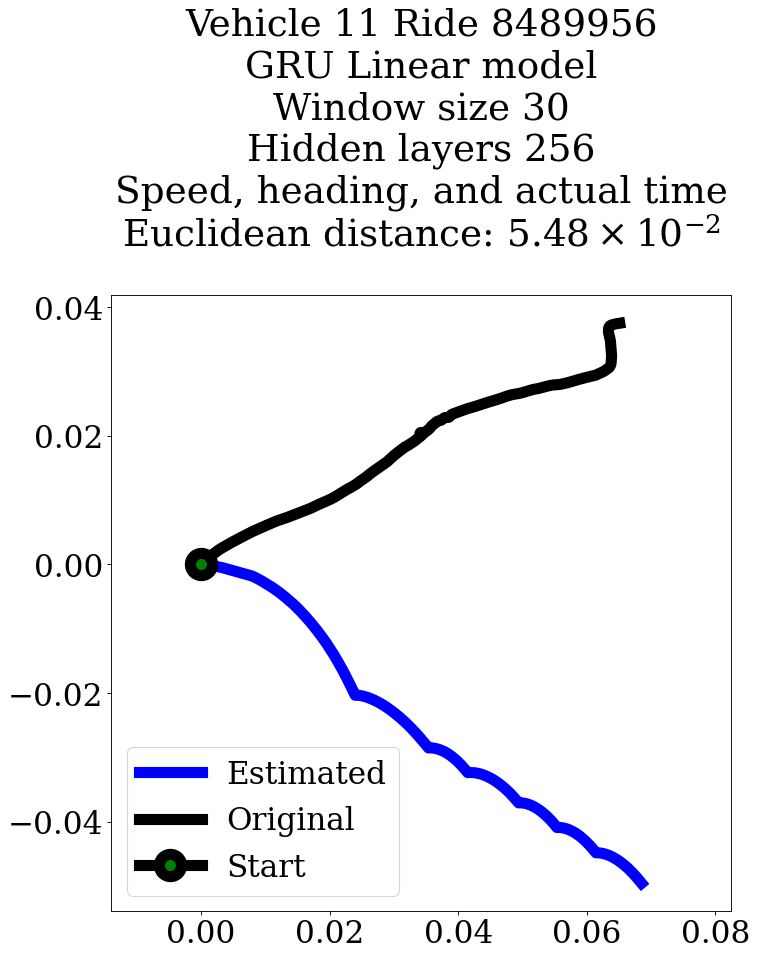 Vehicle 11 Ride 8489956
GRU Linear model
Window size 30
Hidden layers 256
Speed, heading, and actual time
Euclidean distance: 5.48 × 10⁻²
0.04
0.02
0.00
−0.02
−0.04
Estimated
Original
Start
0.00 0.02 0.04 0.06 0.08